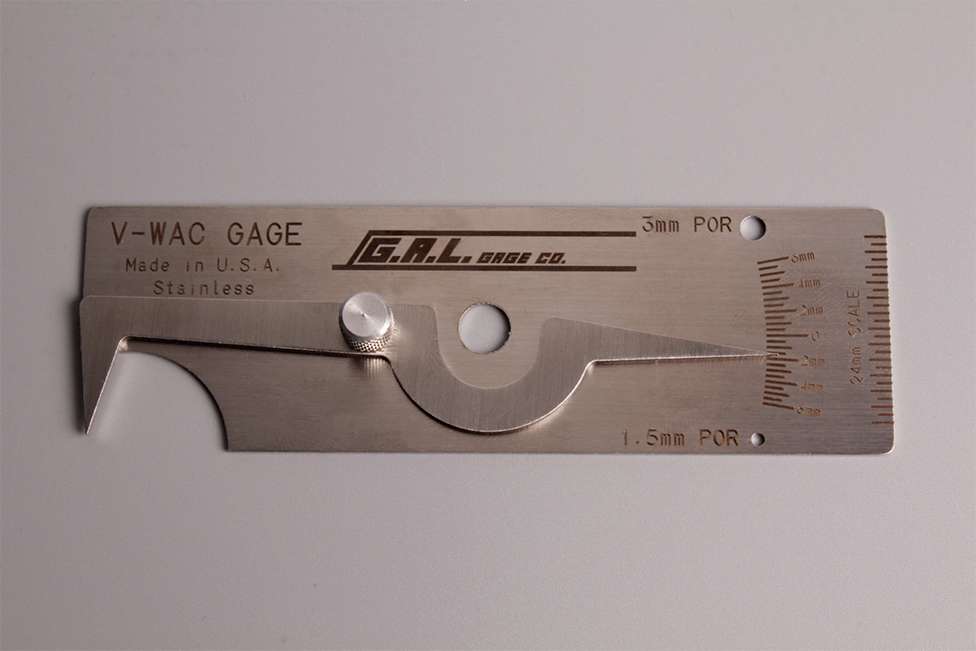 V-WAC GAGE
Made in U.S.A.
Stainless
G.A.L. GAGE CO.
3mm POR
6mm
4mm
2mm
0
2mm
4mm
6mm
24mm SCALE
1.5mm POR